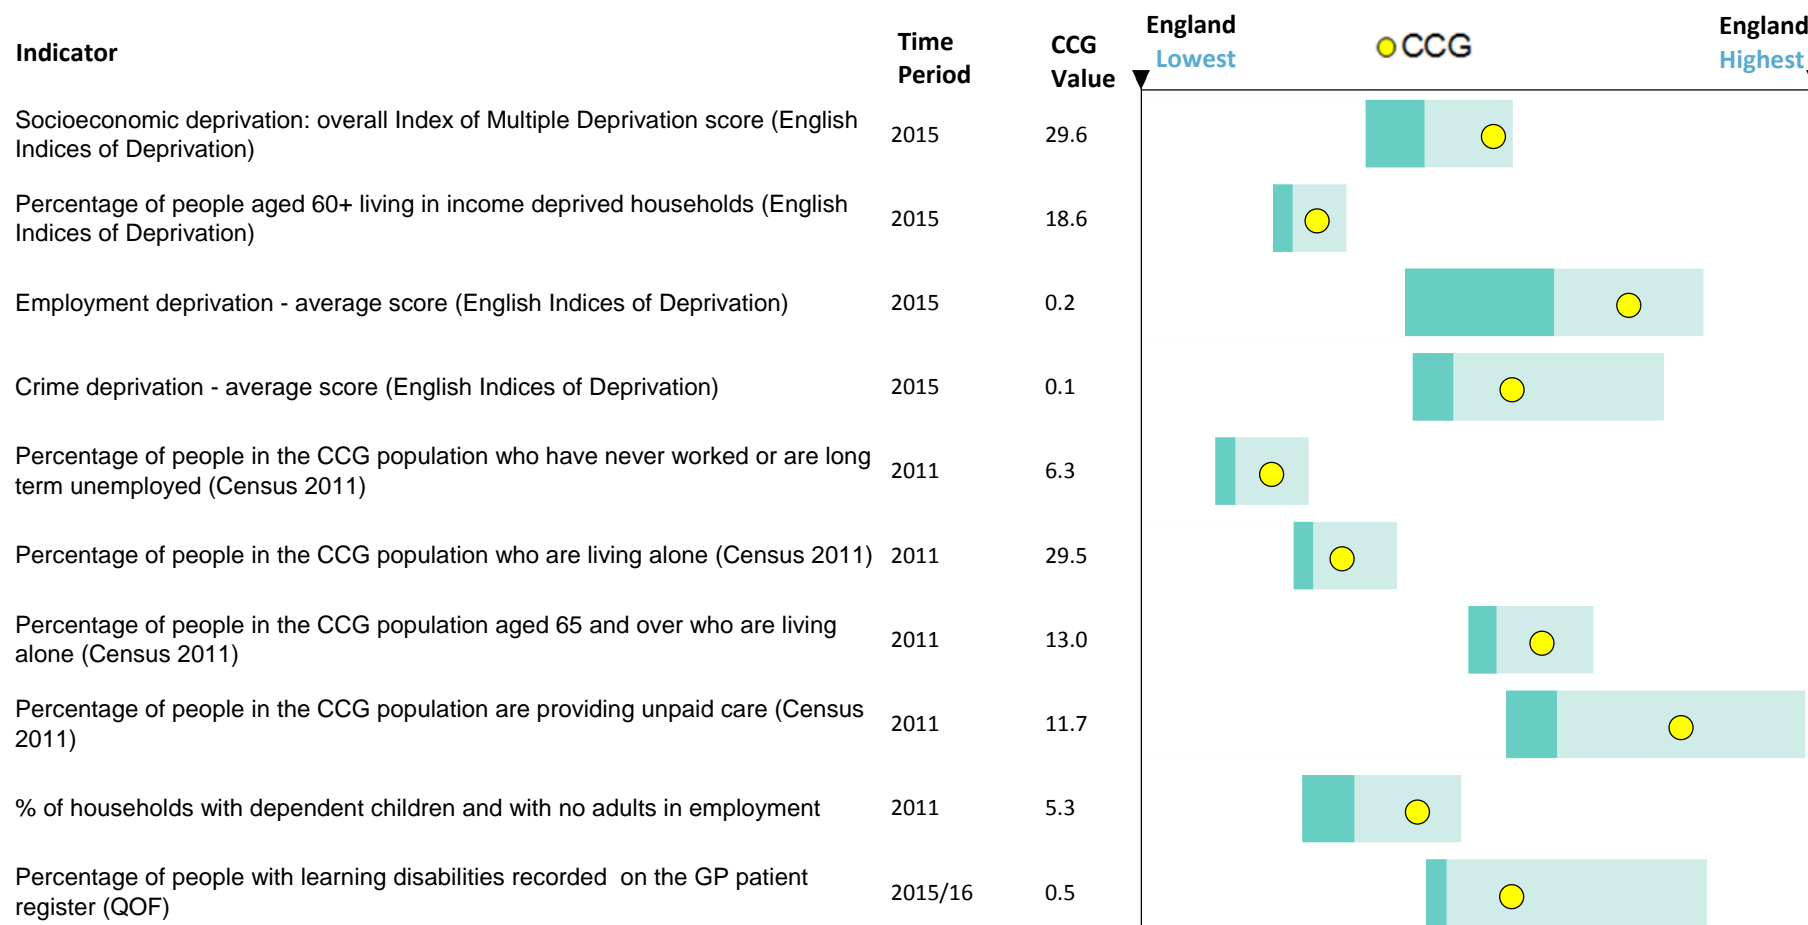 Indicator
Time
Period
CCG
Value
England
Lowest
CCG
England
Highest
Socioeconomic deprivation: overall Index of Multiple Deprivation score (English
Indices of Deprivation)
2015
29.6
Percentage of people aged 60+ living in income deprived households (English
Indices of Deprivation)
2015
18.6
Employment deprivation - average score (English Indices of Deprivation)
2015
0.2
Crime deprivation - average score (English Indices of Deprivation)
2015
0.1
Percentage of people in the CCG population who have never worked or are long
term unemployed (Census 2011)
2011
6.3
Percentage of people in the CCG population who are living alone (Census 2011)
2011
29.5
Percentage of people in the CCG population aged 65 and over who are living
alone (Census 2011)
2011
13.0
Percentage of people in the CCG population are providing unpaid care (Census
2011)
2011
11.7
% of households with dependent children and with no adults in employment
2011
5.3
Percentage of people with learning disabilities recorded  on the GP patient
register (QOF)
2015/16
0.5